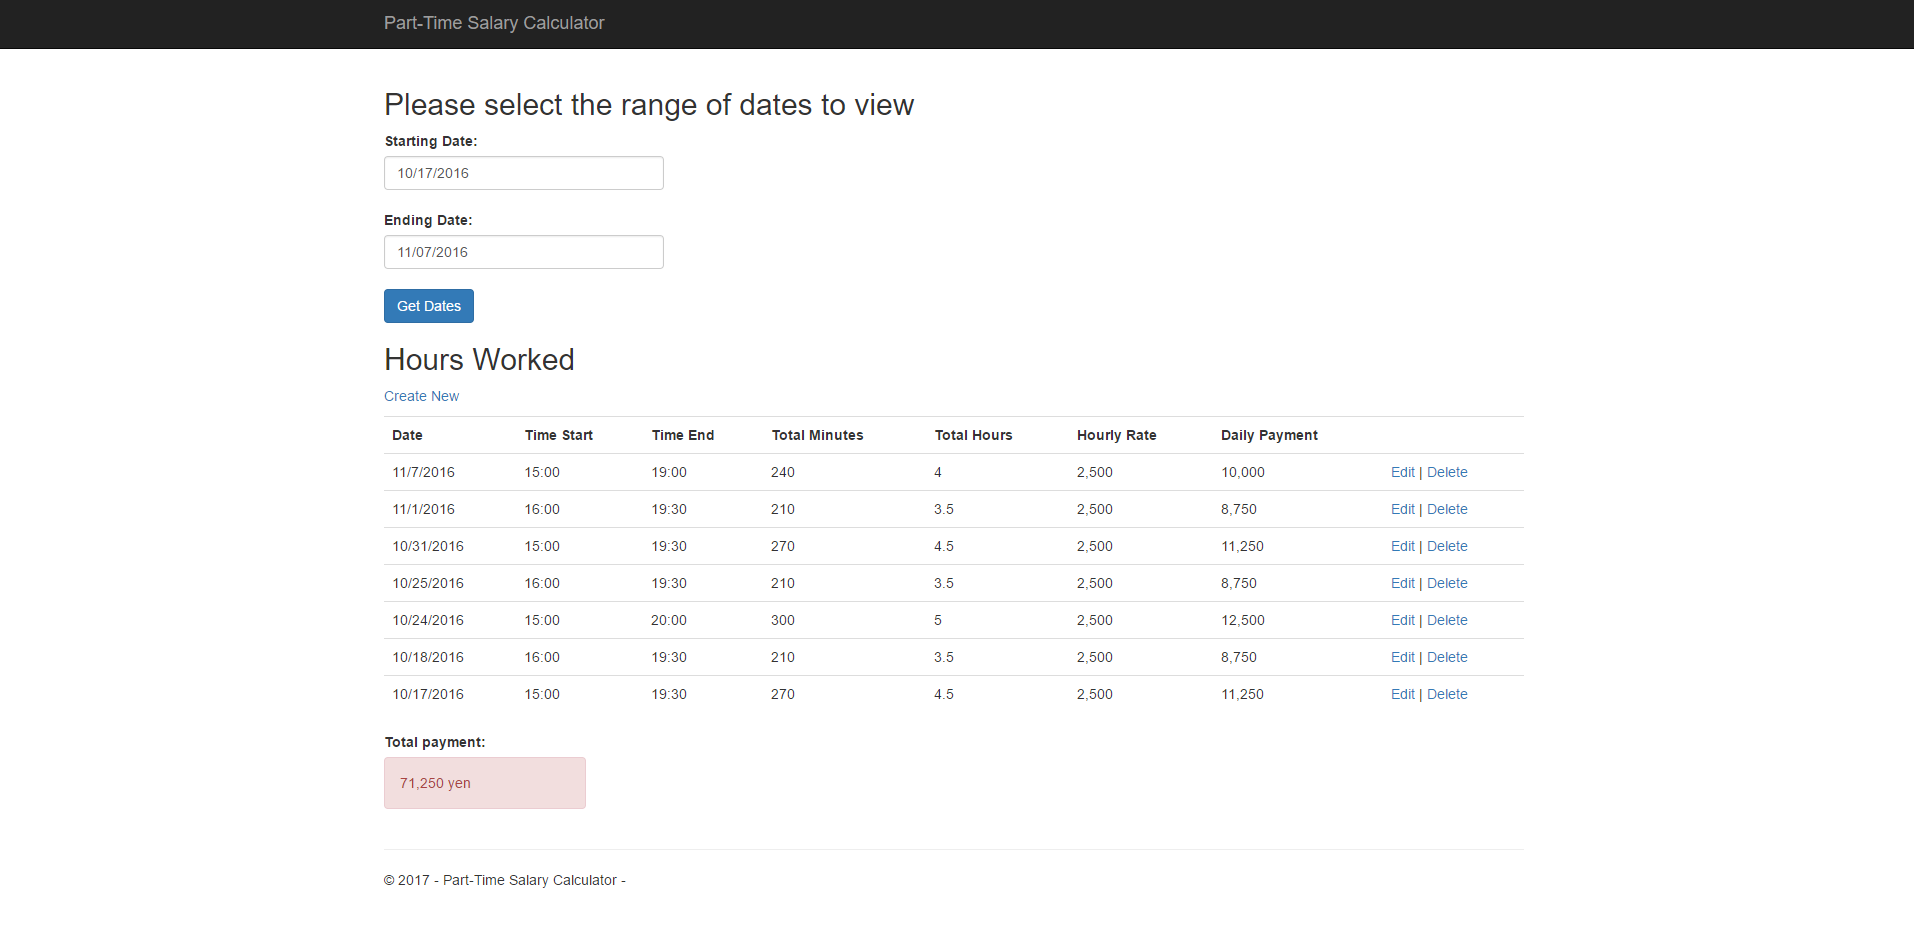 Part-Time Salary Calculator
Please select the range of dates to view
Starting Date:
10/17/2016
Ending Date:
11/07/2016
Get Dates
Hours Worked
Create New
Date Time Start Time End Total Minutes Total Hours Hourly Rate Daily Payment
11/7/2016 15:00 19:00 240 4 2,500 10,000 Edit | Delete
11/1/2016 16:00 19:30 210 3.5 2,500 8,750 Edit | Delete
10/31/2016 15:00 19:30 270 4.5 2,500 11,250 Edit | Delete
10/25/2016 16:00 19:30 210 3.5 2,500 8,750 Edit | Delete
10/24/2016 15:00 20:00 300 5 2,500 12,500 Edit | Delete
10/18/2016 16:00 19:30 210 3.5 2,500 8,750 Edit | Delete
10/17/2016 15:00 19:30 270 4.5 2,500 11,250 Edit | Delete
Total payment:
71,250 yen
© 2017 - Part-Time Salary Calculator -